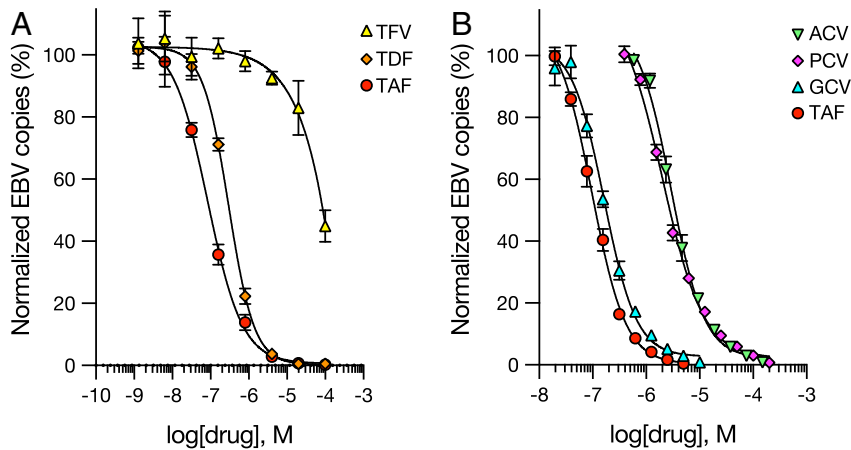 A
Normalized EBV copies (%)
100
80
60
40
20
0
-10 -9 -8 -7 -6 -5 -4 -3
log[drug], M
TFV
TDF
TAF
B
Normalized EBV copies (%)
100
80
60
40
20
0
-8 -7 -6 -5 -4 -3
log[drug], M
ACV
PCV
GCV
TAF